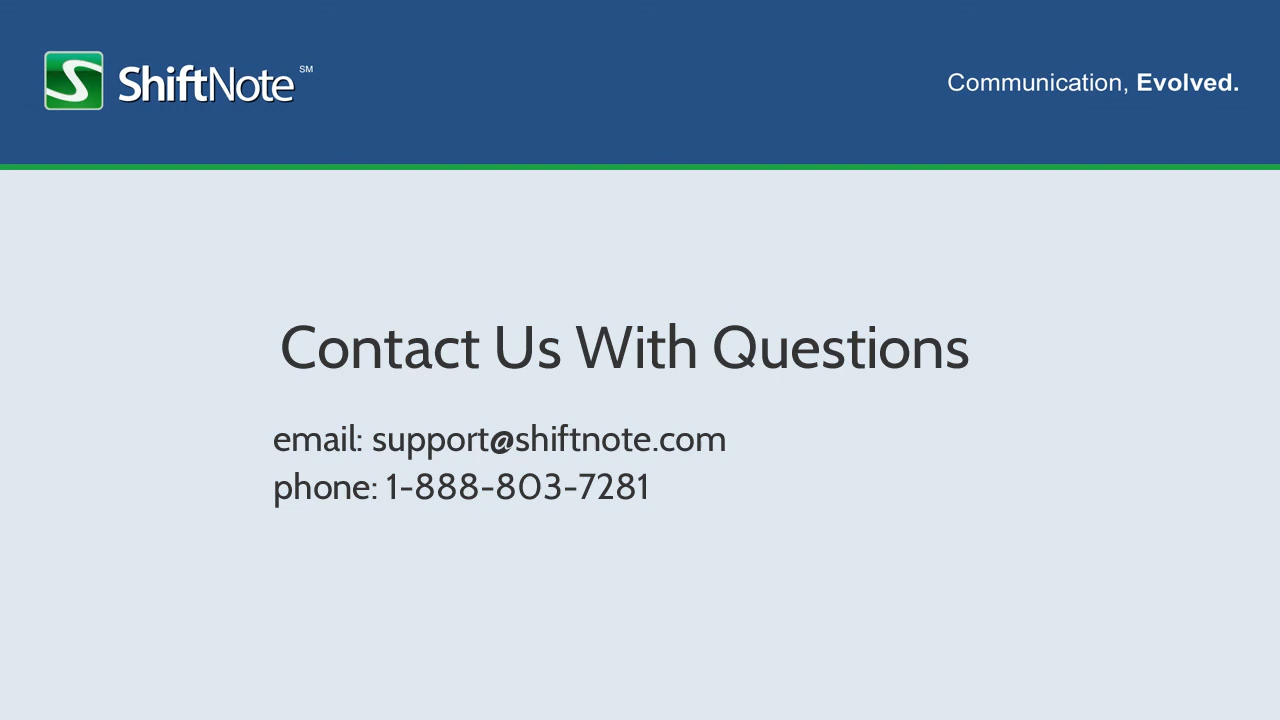 ShiftNote SM
Communication, Evolved.
Contact Us With Questions
email: support@shiftnote.com
phone: 1-888-803-7281